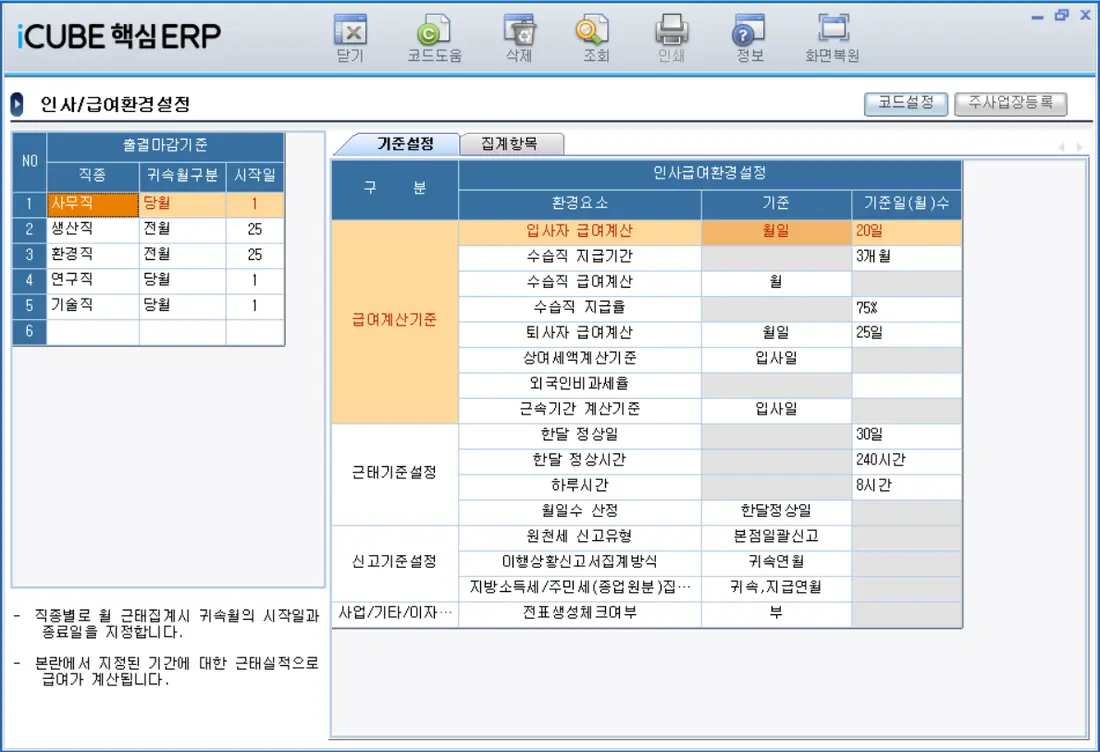 iCUBE 핵심ERP
닫기 코드도움 삭제 조회 인쇄 정보 화면복원
인사/급여환경설정 코드설정 주사업장등록
NO 출결마감기준
직종 귀속월구분 시작일
1 사무직 당월 1
2 생산직 전월 25
3 환경직 전월 25
4 연구직 당월 1
5 기술직 당월 1
6
- 직종별로 월 근태집계시 귀속월의 시작일과
종료일을 지정합니다.
- 본란에서 지정된 기간에 대한 근태실적으로
급여가 계산됩니다.
기준설정 집계항목
구 분 인사급여환경설정
환경요소 기준 기준일(월)수
급여계산기준
입사자 급여계산 월일 20일
수습직 지급기간 3개월
수습직 급여계산 월
수습직 지급율 75%
퇴사자 급여계산 월일 25일
상여세액계산기준 입사일
외국인비과세율
근속기간 계산기준 입사일
근태기준설정
한달 정상일 30일
한달 정상시간 240시간
하루시간 8시간
월일수 산정 한달정상일
신고기준설정
원천세 신고유형 본점일괄신고
이행상황신고서집계방식 귀속연월
지방소득세/주민세(종업원분)집… 귀속,지급연월
사업/기타/이자… 전표생성체크여부 부